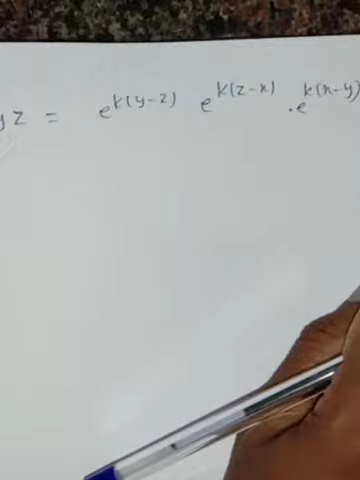 yz = e^{k(y-z)} e^{k(z-x)} . e^{k(x-y)}